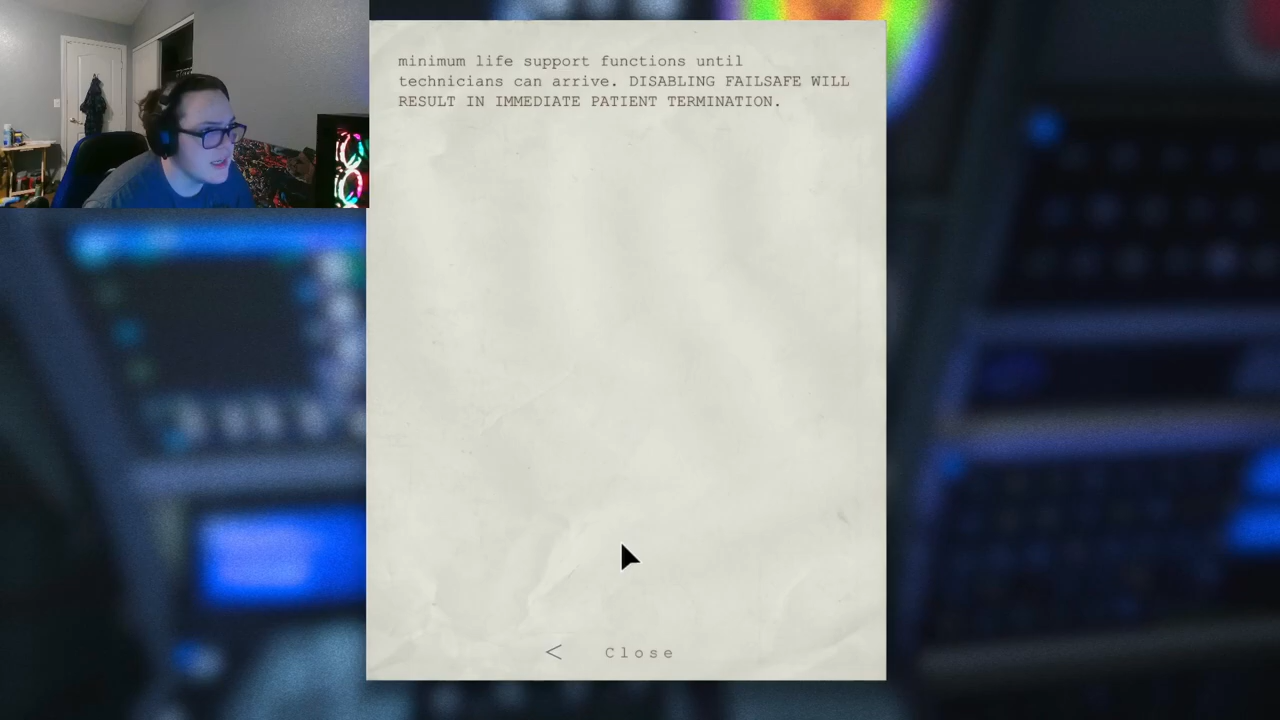 minimum life support functions until
technicians can arrive. DISABLING FAILSAFE WILL
RESULT IN IMMEDIATE PATIENT TERMINATION.
< Close